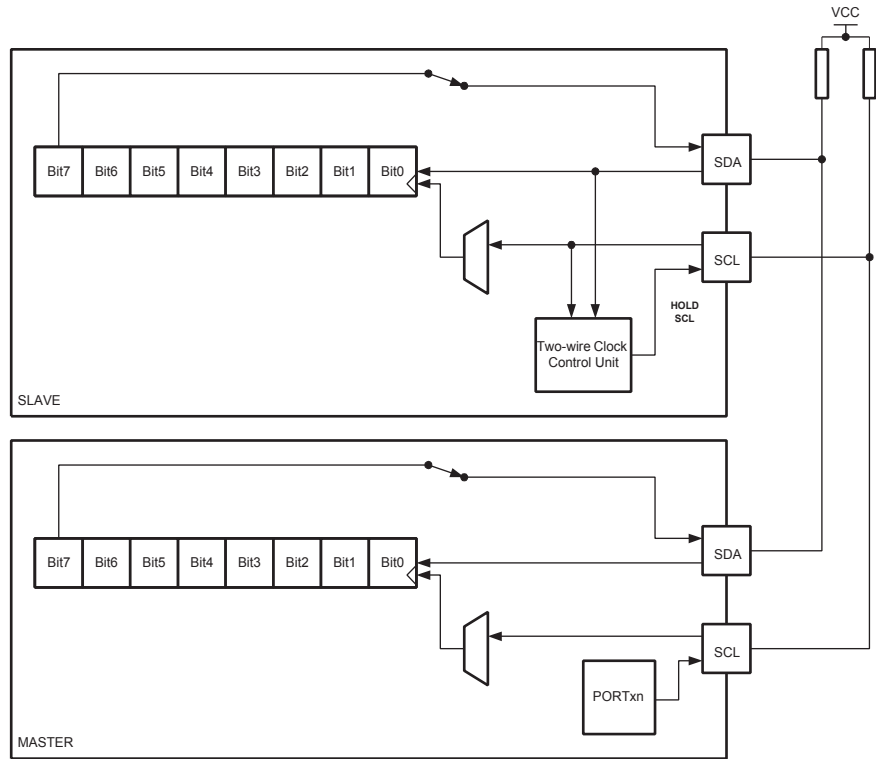 VCC
Bit7 Bit6 Bit5 Bit4 Bit3 Bit2 Bit1 Bit0
SDA
SCL
HOLD
SCL
Two-wire Clock
Control Unit
SLAVE
Bit7 Bit6 Bit5 Bit4 Bit3 Bit2 Bit1 Bit0
SDA
SCL
PORTxn
MASTER